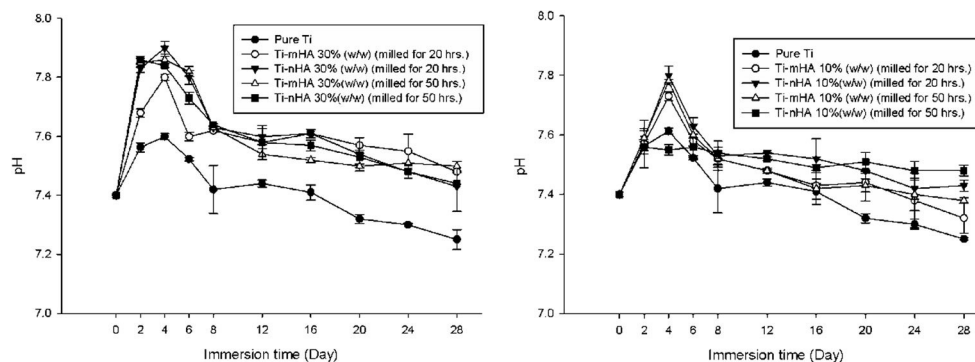 8.0
7.8
7.6
7.4
7.2
7.0
pH
Pure Ti
Ti-mHA 30% (w/w) (milled for 20 hrs.)
Ti-nHA 30% (w/w) (milled for 20 hrs.)
Ti-mHA 30%(w/w) (milled for 50 hrs.)
Ti-nHA 30%(w/w) (milled for 50 hrs.)
0 2 4 6 8 12 16 20 24 28
Immersion time (Day)
8.0
7.8
7.6
7.4
7.2
7.0
pH
Pure Ti
Ti-mHA 10% (w/w) (milled for 20 hrs.)
Ti-nHA 10% (w/w) (milled for 20 hrs.)
Ti-mHA 10%(w/w) (milled for 50 hrs.)
Ti-nHA 10%(w/w) (milled for 50 hrs.)
0 2 4 6 8 12 16 20 24 28
Immersion time (Day)